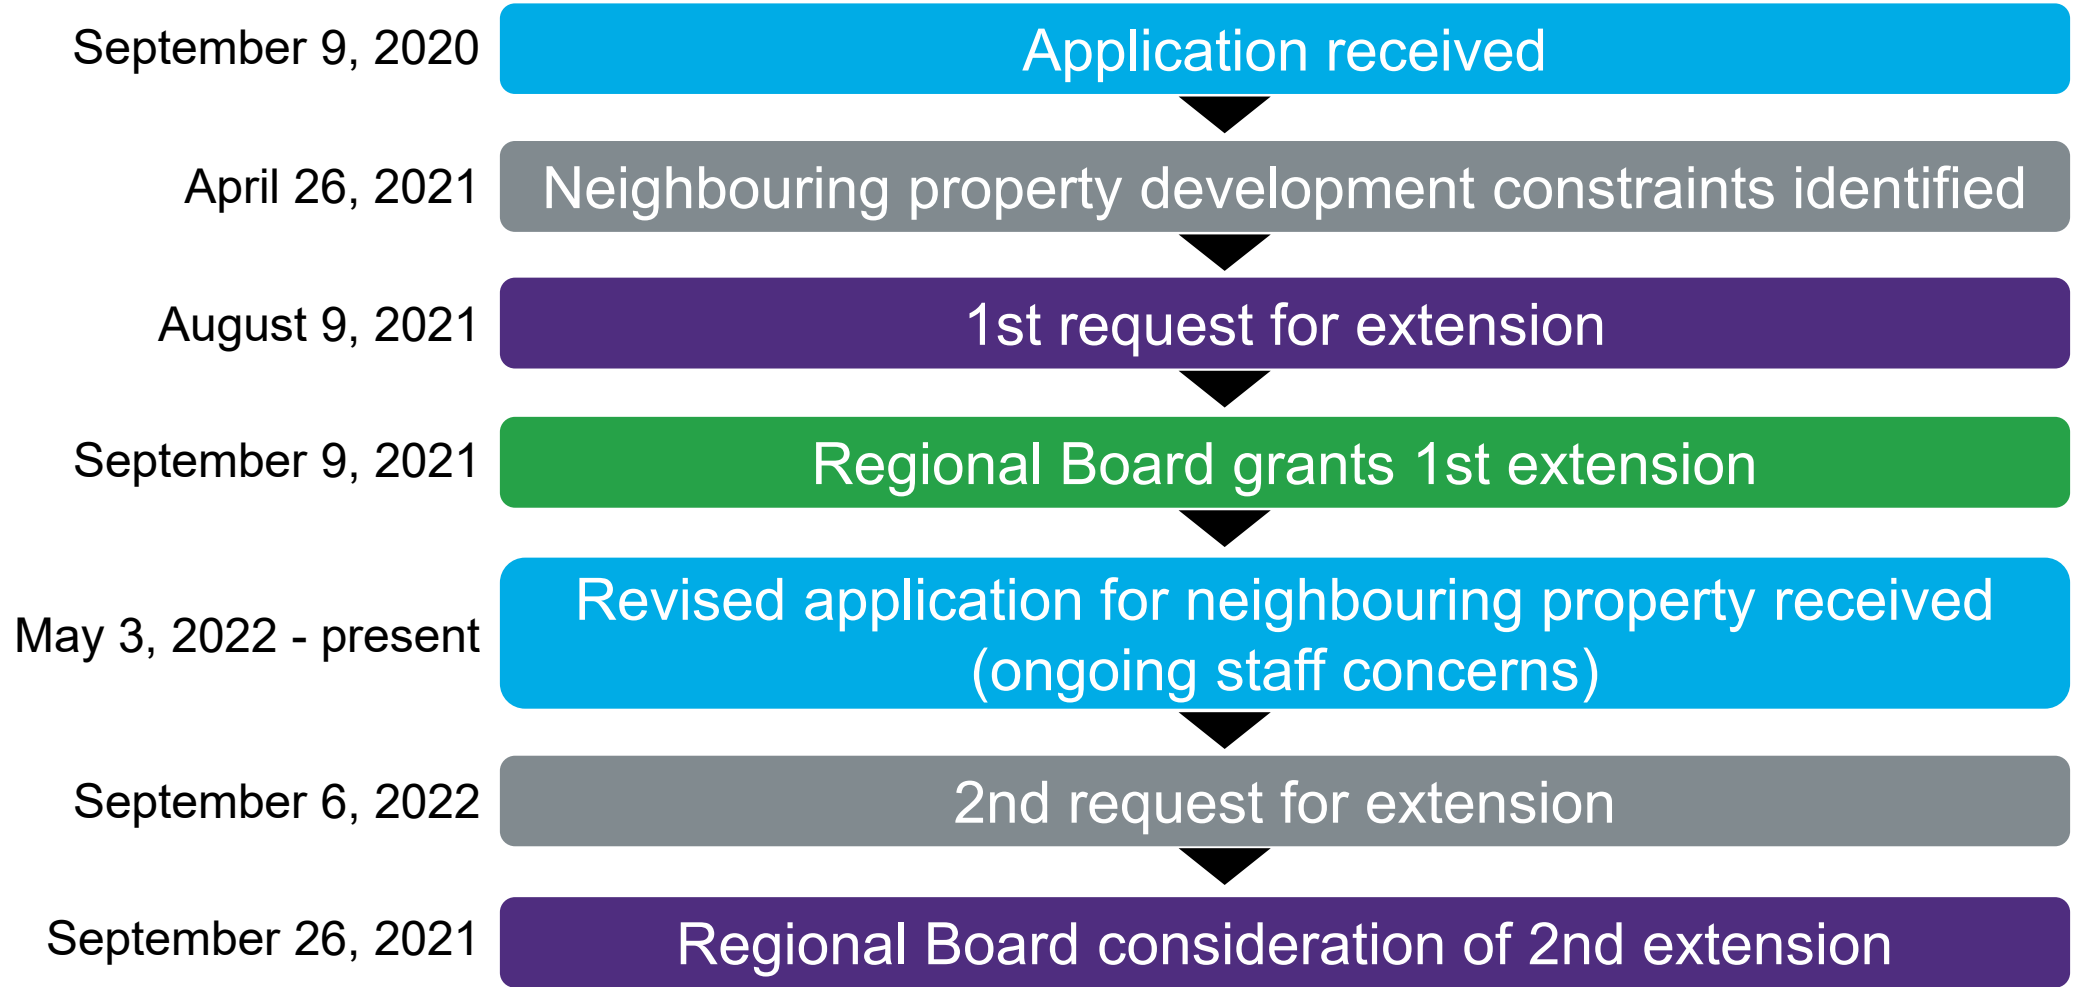 September 9, 2020
Application received
April 26, 2021
Neighbouring property development constraints identified
August 9, 2021
1st request for extension
September 9, 2021
Regional Board grants 1st extension
May 3, 2022 - present
Revised application for neighbouring property received
(ongoing staff concerns)
September 6, 2022
2nd request for extension
September 26, 2021
Regional Board consideration of 2nd extension